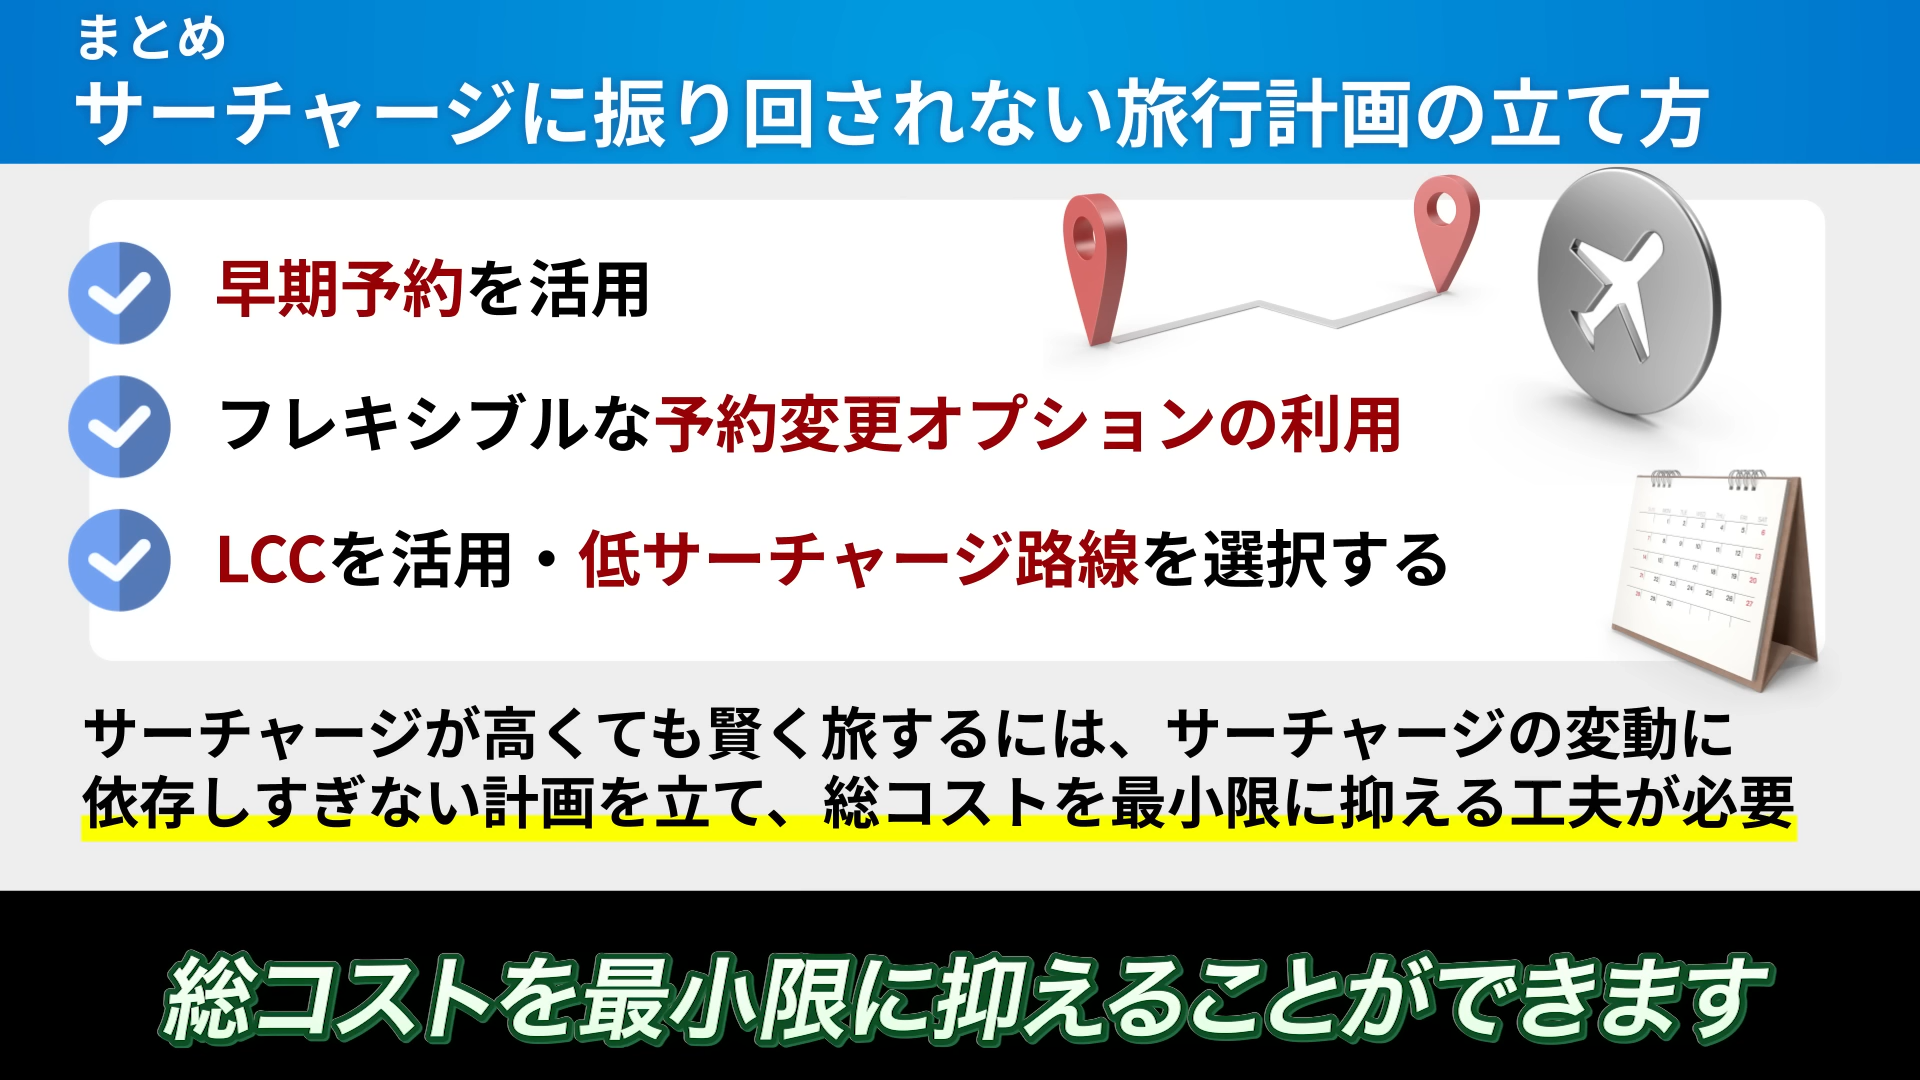 まとめ
サーチャージに振り回されない旅行計画の立て方
早期予約を活用
フレキシブルな予約変更オプションの利用
LCCを活用・低サーチャージ路線を選択する
サーチャージが高くても賢く旅するには、サーチャージの変動に
依存しすぎない計画を立て、総コストを最小限に抑える工夫が必要
総コストを最小限に抑えることができます